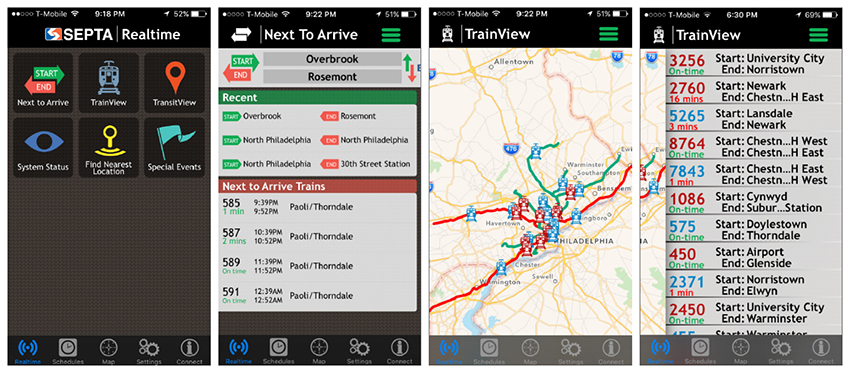 T-Mobile 9:18 PM 52%
SEPTA Realtime
START
END
Next to Arrive
TrainView
TransitView
System Status
Find Nearest
Location
Special Events
Realtime Schedules Map Settings Connect
T-Mobile 9:22 PM 51%
Next To Arrive
START
END
Overbrook
Rosemont
Recent
START Overbrook END Rosemont
START North Philadelphia END North Philadelphia
START North Philadelphia END 30th Street Station
Next to Arrive Trains
585 9:39PM Paoli/Thorndale
1 min 9:52PM
587 10:39PM Paoli/Thorndale
2 mins 10:52PM
589 11:39PM Paoli/Thorndale
On time 11:52PM
591 12:39AM Paoli/Thorndale
On time 12:52AM
Realtime Schedules Map Settings Connect
T-Mobile 9:22 PM 51%
TrainView
78
Allentown
476
Warminster
Southampton
Bensalem
Havertown
PHILADELPHIA
Chester
Wilmington
Sewell
Realtime Schedules Map Settings Connect
T-Mobile 6:30 PM 69%
TrainView
78
3256 Start: University City
On-time End: Norristown
2760 Start: Newark
16 mins End: Chestn...H East
5265 Start: Lansdale
3 mins End: Newark
8764 Start: Chestn...H West
On-time End: Chestn...H East
7843 Start: Chestn...H East
1 min End: Chestn...H West
1086 Start: Cynwyd
On-time End: Subur...Station
575 Start: Doylestown
On-time End: Thorndale
450 Start: Airport
On-time End: Glenside
2371 Start: Norristown
1 min End: Elwyn
2450 Start: University City
On-time End: Warminster
Start: Warminster
Realtime Schedules Map Settings Connect